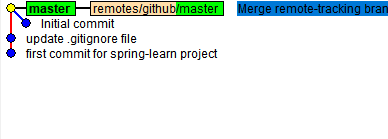 master remotes/github/master Merge remote-tracking bran
Initial commit
update .gitignore file
first commit for spring-learn project